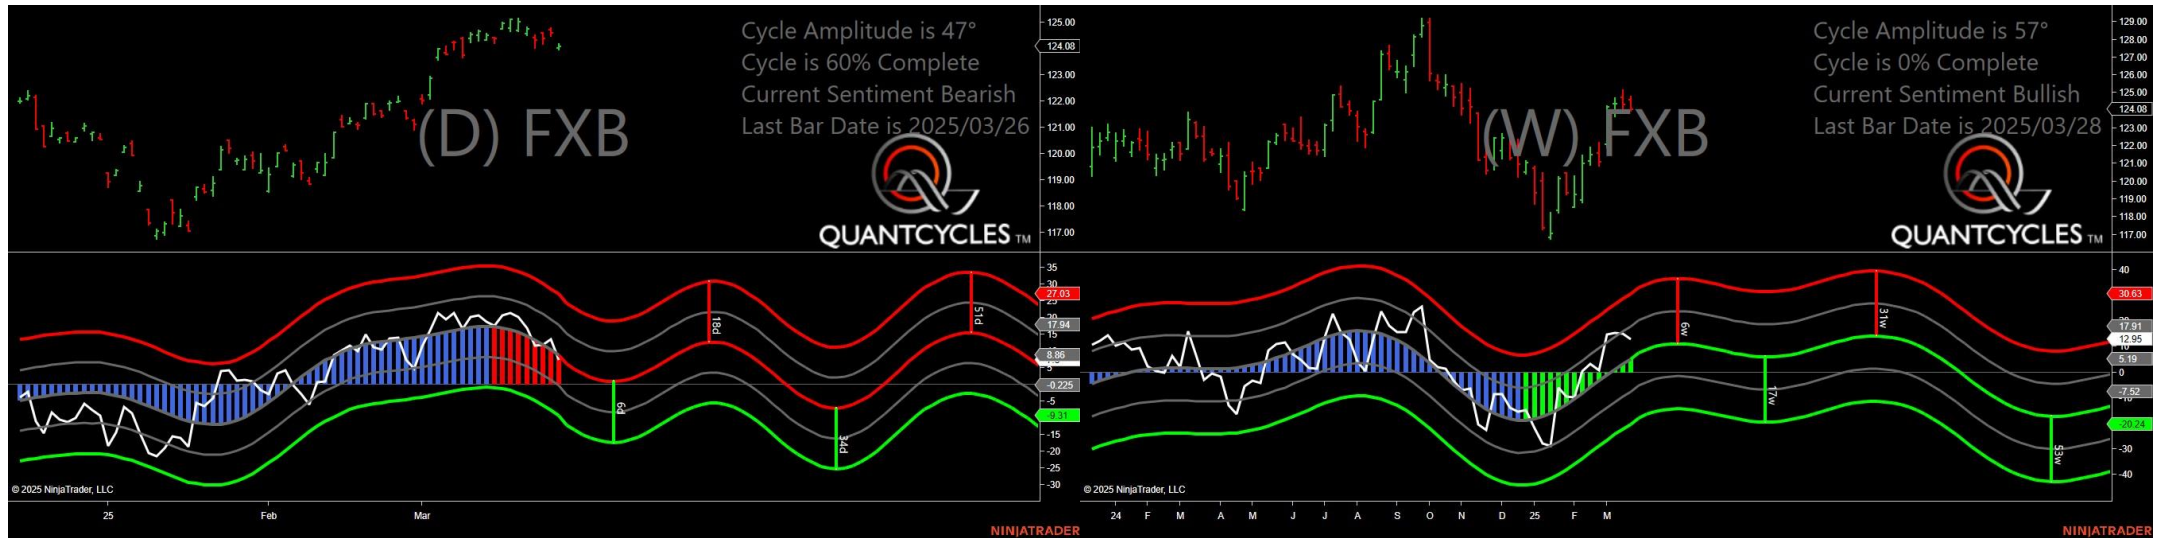 Cycle Amplitude is 47°
Cycle is 60% Complete
Current Sentiment Bearish
Last Bar Date is 2025/03/26
(D) FXB
QUANTCYCLES TM
125.00
124.08
123.00
122.00
121.00
120.00
119.00
118.00
117.00
35
30
27.03
25
17.94
15
8.86
5
-0.225
-5
-9.31
-15
-20
-25
-30
6d
18d
34d
51d
© 2025 NinjaTrader, LLC
25 Feb Mar
NINJATRADER
Cycle Amplitude is 57°
Cycle is 0% Complete
Current Sentiment Bullish
Last Bar Date is 2025/03/28
(W) FXB
QUANTCYCLES TM
129.00
128.00
127.00
126.00
125.00
124.08
123.00
122.00
121.00
120.00
119.00
118.00
117.00
40
30.63
17.91
12.95
5.19
0
-7.52
-20.24
-30
-40
6w
17w
31w
53w
© 2025 NinjaTrader, LLC
24 F M A M J J A S O N D 25 F M
NINJATRADER